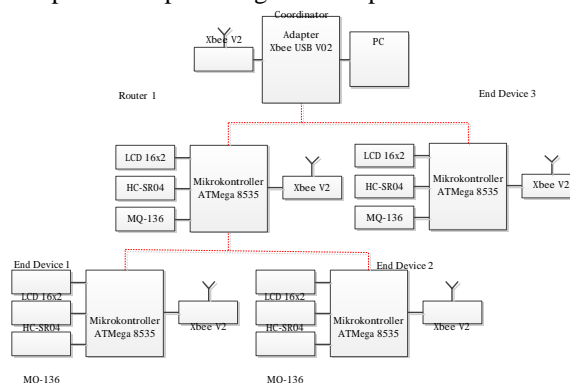 Coordinator
Xbee V2
Adapter
Xbee USB V02
PC
Router 1
End Device 3
LCD 16x2
HC-SR04
MQ-136
Mikrokontroller
ATMega 8535
Xbee V2
LCD 16x2
HC-SR04
MQ-136
Mikrokontroller
ATMega 8535
Xbee V2
End Device 1
LCD 16x2
HC-SR04
MQ-136
Mikrokontroller
ATMega 8535
Xbee V2
End Device 2
LCD 16x2
HC-SR04
MQ-136
Mikrokontroller
ATMega 8535
Xbee V2